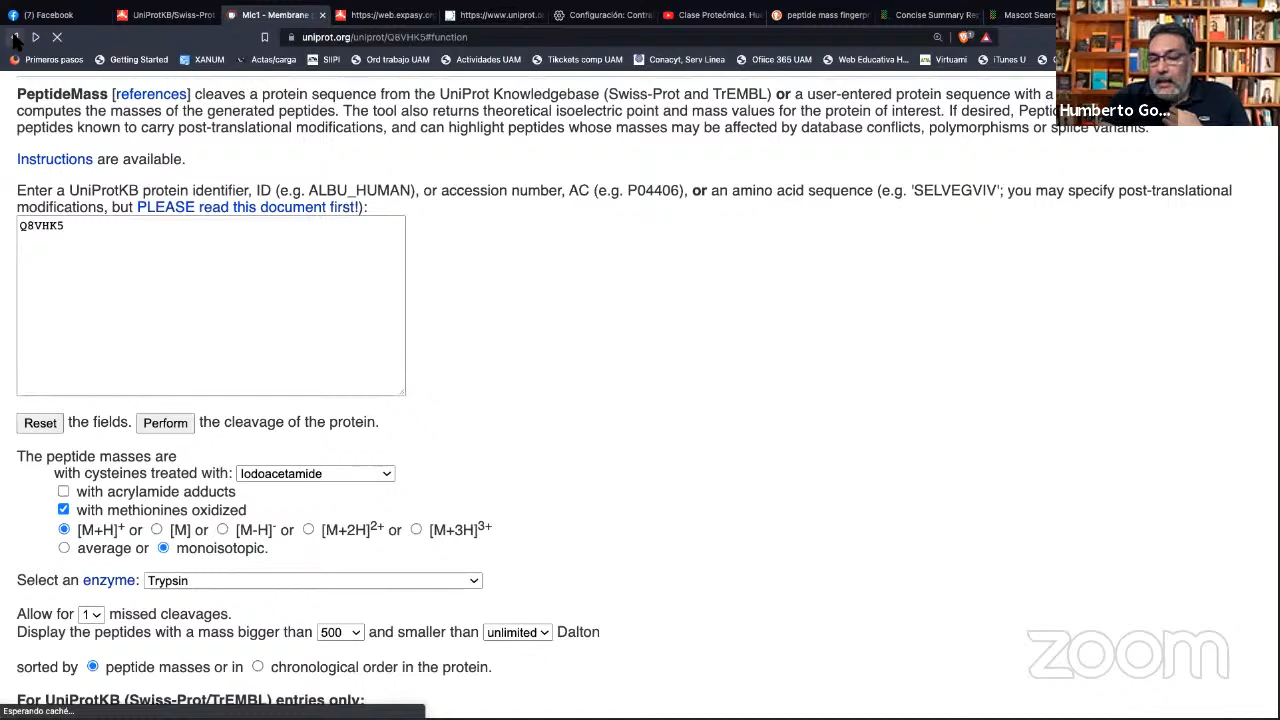 (7) Facebook
UniProtKB/Swiss-Prot
Mlc1 - Membrane p
https://web.expasy.org
https://www.uniprot.or
Configuración: Contra
Clase Proteómica. |
peptide mass fingerpr
Concise Summary Rep
Mascot Searc
uniprot.org/uniprot/Q8VHK5#function
Primeros pasos
Getting Started
XANUM
Actas/carga
SIIPI
Ord trabajo UAM
Actividades UAM
Tikckets comp UAM
Conacyt, Serv Linea
Ofiice 365 UAM
Web Educativa H...
Virtuami
iTunes U
Co
Humberto Go...
PeptideMass [references] cleaves a protein sequence from the UniProt Knowledgebase (Swiss-Prot and TrEMBL) or a user-entered protein sequence with a
computes the masses of the generated peptides. The tool also returns theoretical isoelectric point and mass values for the protein of interest. If desired, Pepti
peptides known to carry post-translational modifications, and can highlight peptides whose masses may be affected by database conflicts, polymorphisms or splice variants.
Instructions are available.
Enter a UniProtKB protein identifier, ID (e.g. ALBU_HUMAN), or accession number, AC (e.g. P04406), or an amino acid sequence (e.g. 'SELVEGVIV'; you may specify post-translational
modifications, but PLEASE read this document first!):
Q8VHK5
Reset the fields. Perform the cleavage of the protein.
The peptide masses are
with cysteines treated with: Iodoacetamide
with acrylamide adducts
with methionines oxidized
[M+H]+ or [M] or [M-H]- or [M+2H]2+ or [M+3H]3+
average or monoisotopic.
Select an enzyme: Trypsin
Allow for 1 missed cleavages.
Display the peptides with a mass bigger than 500 and smaller than unlimited Dalton
sorted by peptide masses or in chronological order in the protein.
For UniProtKB (Swiss-Prot/TrEMBL) entries only:
Esperando caché...
zoom